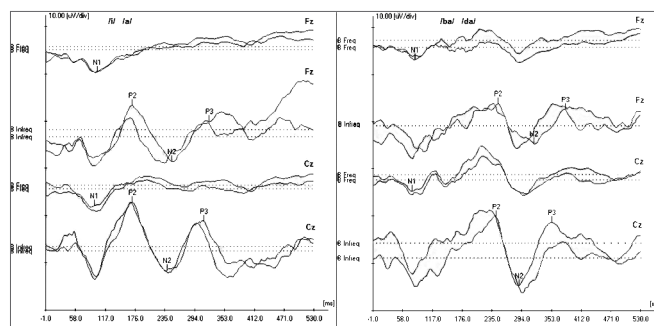 10.00 [uV/div] /i/ /a/ Fz
B Freq
B Freq
N1
Fz
P2
P3
B Infreq
B Infreq
N2
Cz
B Freq
B Freq
N1
P2
Cz
P3
B Infreq
B Infreq
N2
[ms]
-1.0 58.0 117.0 176.0 235.0 294.0 353.0 412.0 471.0 530.0
10.00 [uV/div] /ba/ /da/ Fz
B Freq
B Freq
N1
Fz
P2
P3
B Infreq
N2
Cz
B Freq
B Freq
N1
P2
P3
Cz
B Infreq
B Infreq
N2
[ms]
-1.0 58.0 117.0 176.0 235.0 294.0 353.0 412.0 471.0 530.0